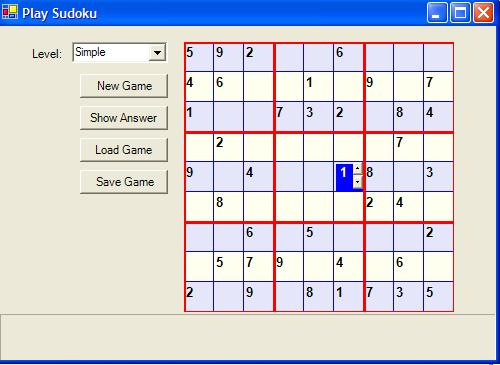 Play Sudoku
Level: Simple
5 9 2 6
New Game
4 6 1 9 7
Show Answer
1 7 3 2 8 4
Load Game
2 7
Save Game
9 4 1 8 3
8 2 4
6 5 2
5 7 9 4 6
2 9 8 1 7 3 5